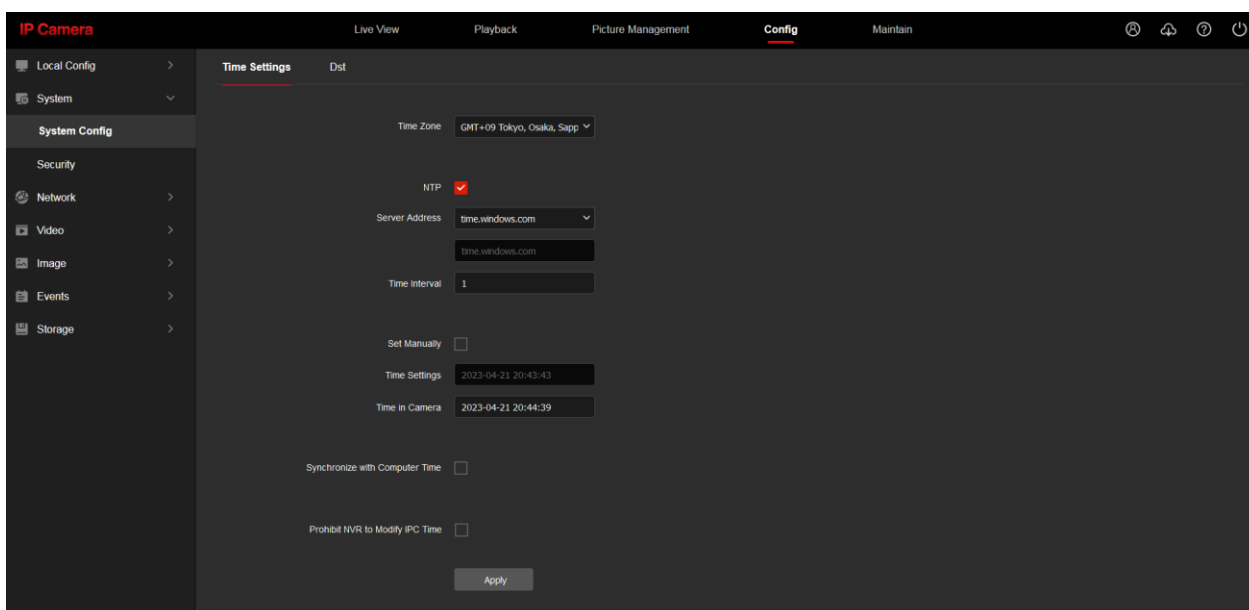 IP Camera Live View Playback Picture Management Config Maintain
Local Config
System
System Config
Security
Network
Video
Image
Events
Storage
Time Settings Dst
Time Zone GMT+09 Tokyo, Osaka, Sapp
NTP
Server Address time.windows.com
time.windows.com
Time Interval 1
Set Manually
Time Settings 2023-04-21 20:43:43
Time in Camera 2023-04-21 20:44:39
Synchronize with Computer Time
Prohibit NVR to Modify IPC Time
Apply